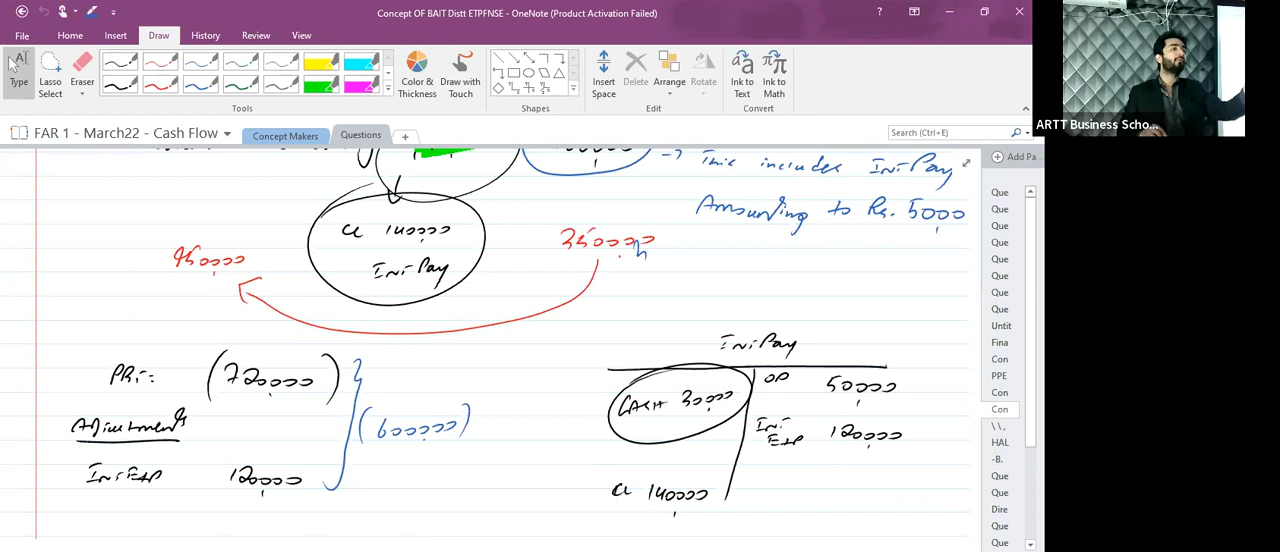 Concept OF BAIT Distt ETPFNSE - OneNote (Product Activation Failed)
?
File Home Insert Draw History Review View
Type
Lasso Select
Eraser
Color & Thickness
Draw with Touch
Insert Space
Delete
Arrange
Rotate
Ink to Text
Ink to Math
Tools
Shapes
Edit
Convert
ARTT Business Scho...
FAR 1 - March22 - Cash Flow
Concept Makers
Questions
Search (Ctrl+E)
Add Pa
This includes Int Pay
Amounting to Rs. 5000
cl 140000
Int Pay
350000
450000
Int Pay
PRi:
(720000)
Cash 30000
OP 50000
Adjustments
(600000)
Int Exp 120000
Int Exp 120000
cl 140000
Que
Que
Que
Que
Que
Que
Que
Que
Untit
Fina
Con
PPE
Con
Con
\\,
HAL
-B.
Que
Que
Dire
Que
Que